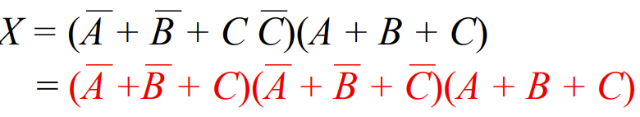 X = (A̅ + B̅ + C C̅)(A + B + C)
= (A̅ + B̅ + C)(A̅ + B̅ + C̅)(A + B + C)